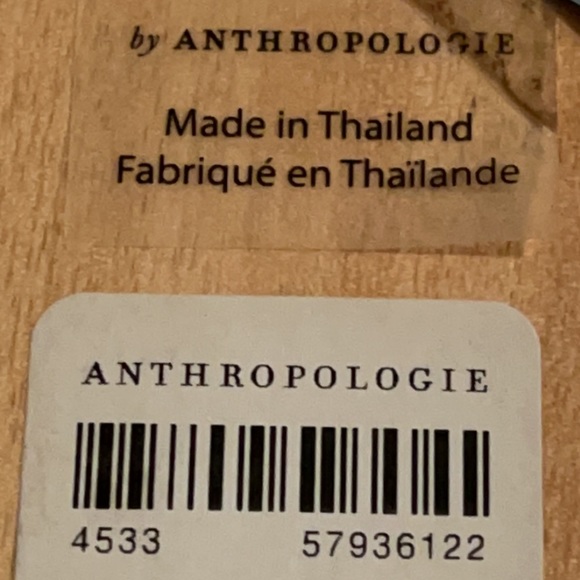 by ANTHROPOLOGIE
Made in Thailand
Fabriqué en Thaïlande
ANTHROPOLOGIE
4533 57936122